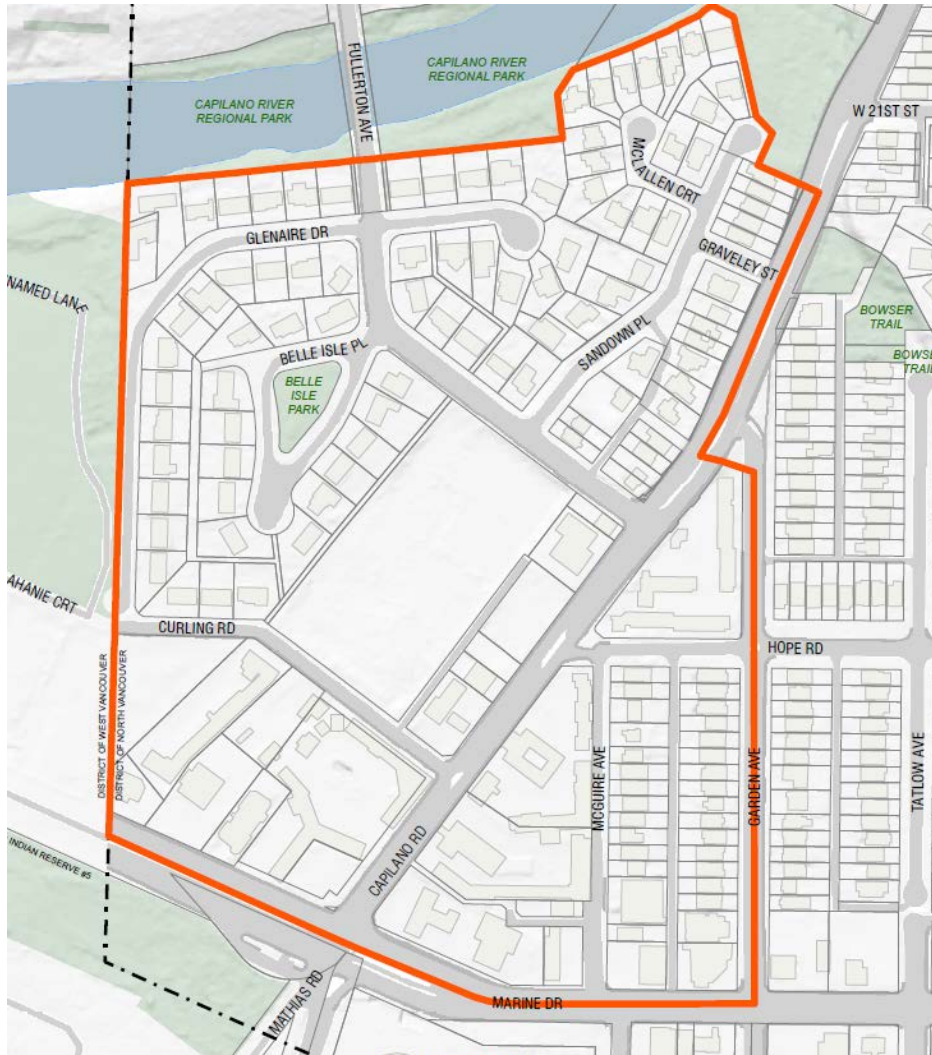 FULLERTON AVE
CAPILANO RIVER
REGIONAL PARK
CAPILANO RIVER
REGIONAL PARK
W 21ST ST
MCLALLEN CRT
GLENAIRE DR
GRAVELEY ST
NAMED LANE
BOWSER
TRAIL
SANDOWN PL
BELLE ISLE PL
BOWSE
TRAIL
BELLE
ISLE
PARK
AHANIE CRT
CURLING RD
HOPE RD
DISTRICT OF WEST VANCOUVER
DISTRICT OF NORTH VANCOUVER
MCGUIRE AVE
GARDEN AVE
TATLOW AVE
CAPILANO RD
INDIAN RESERVE #5
MATHIAS RD
MARINE DR